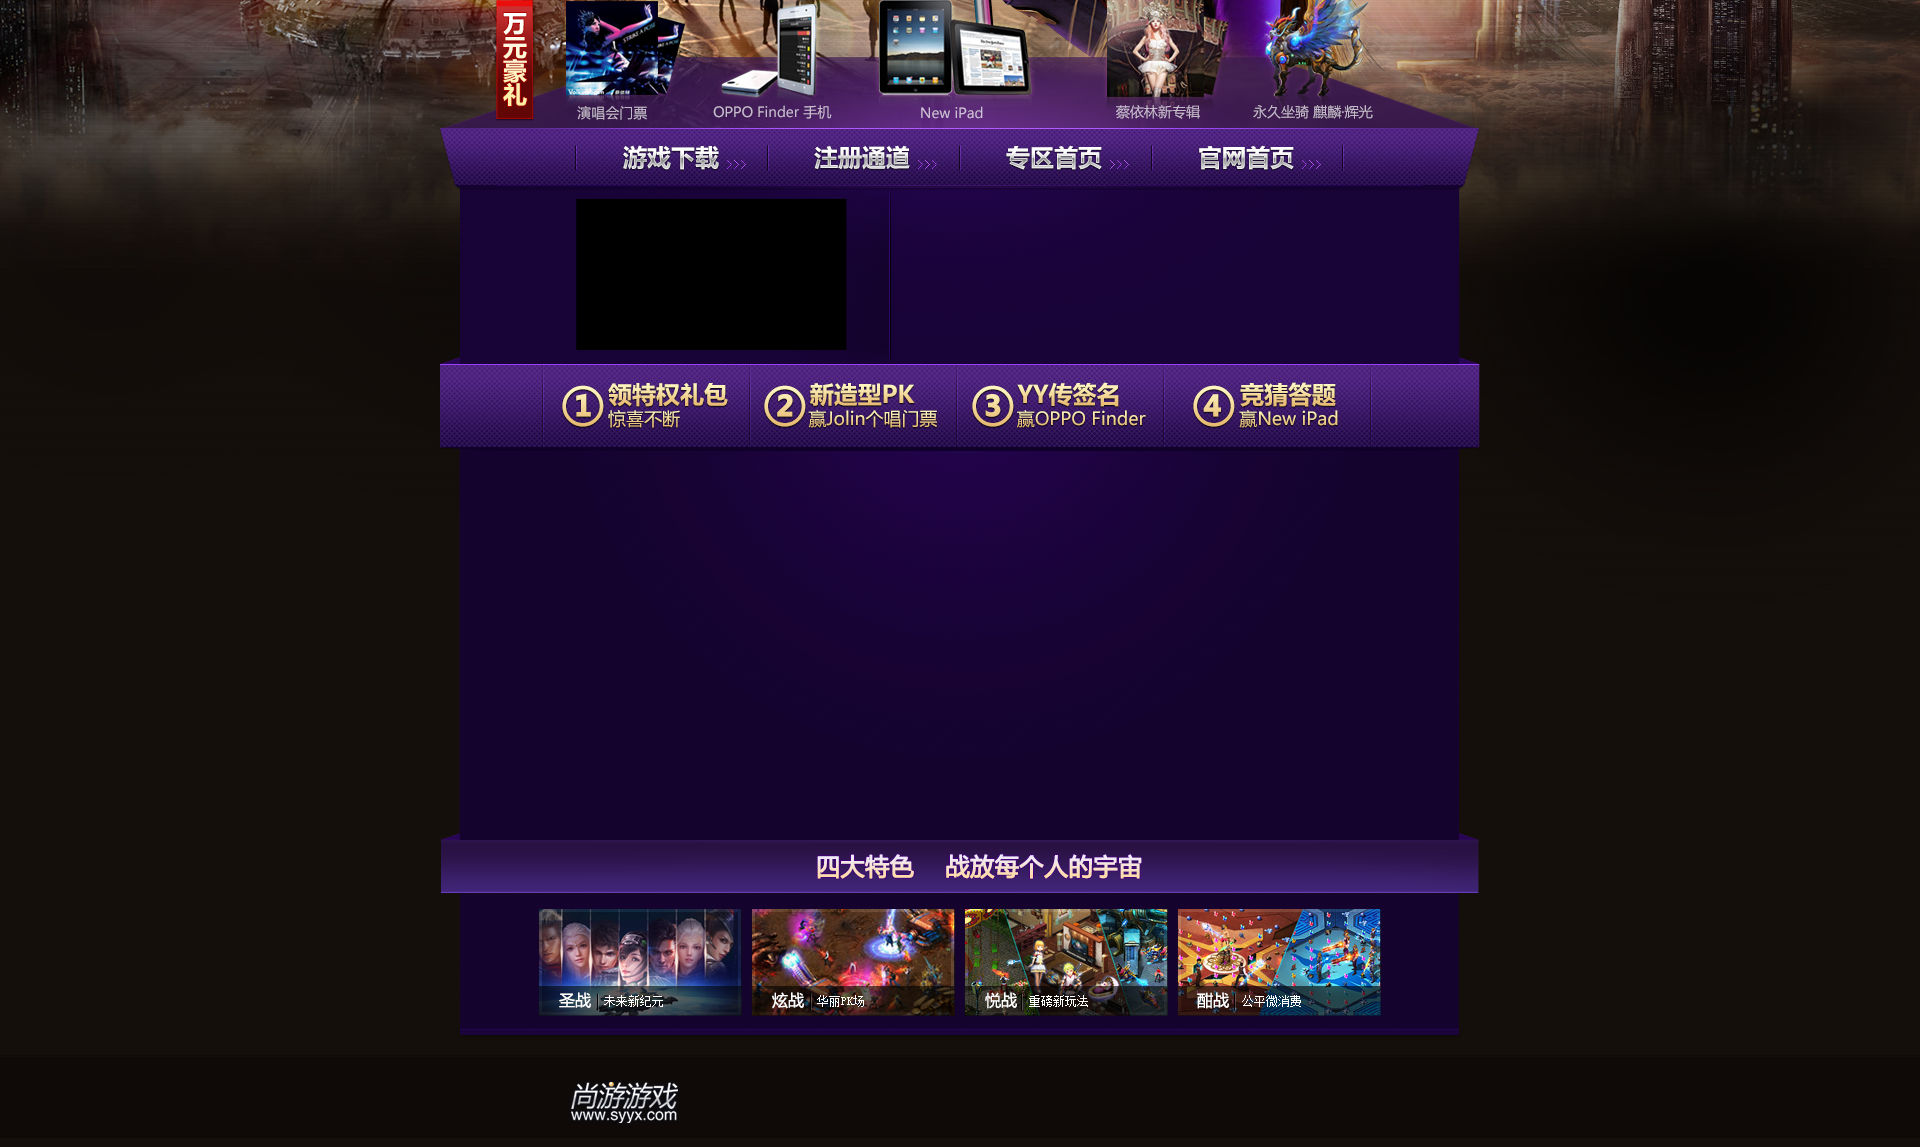 万元豪礼
演唱会门票
OPPO Finder 手机
New iPad
蔡依林新专辑
永久坐骑 麒麟·辉光
游戏下载 >>>
注册通道 >>>
专区首页 >>>
官网首页 >>>
1 领特权礼包
惊喜不断
2 新造型PK
赢Jolin个唱门票
3 YY传签名
赢OPPO Finder
4 竞猜答题
赢New iPad
四大特色 战放每个人的宇宙
圣战 未来新纪元
炫战 华丽PK场
悦战 重磅新玩法
酣战 公平微消费
尚游游戏
www.syyx.com